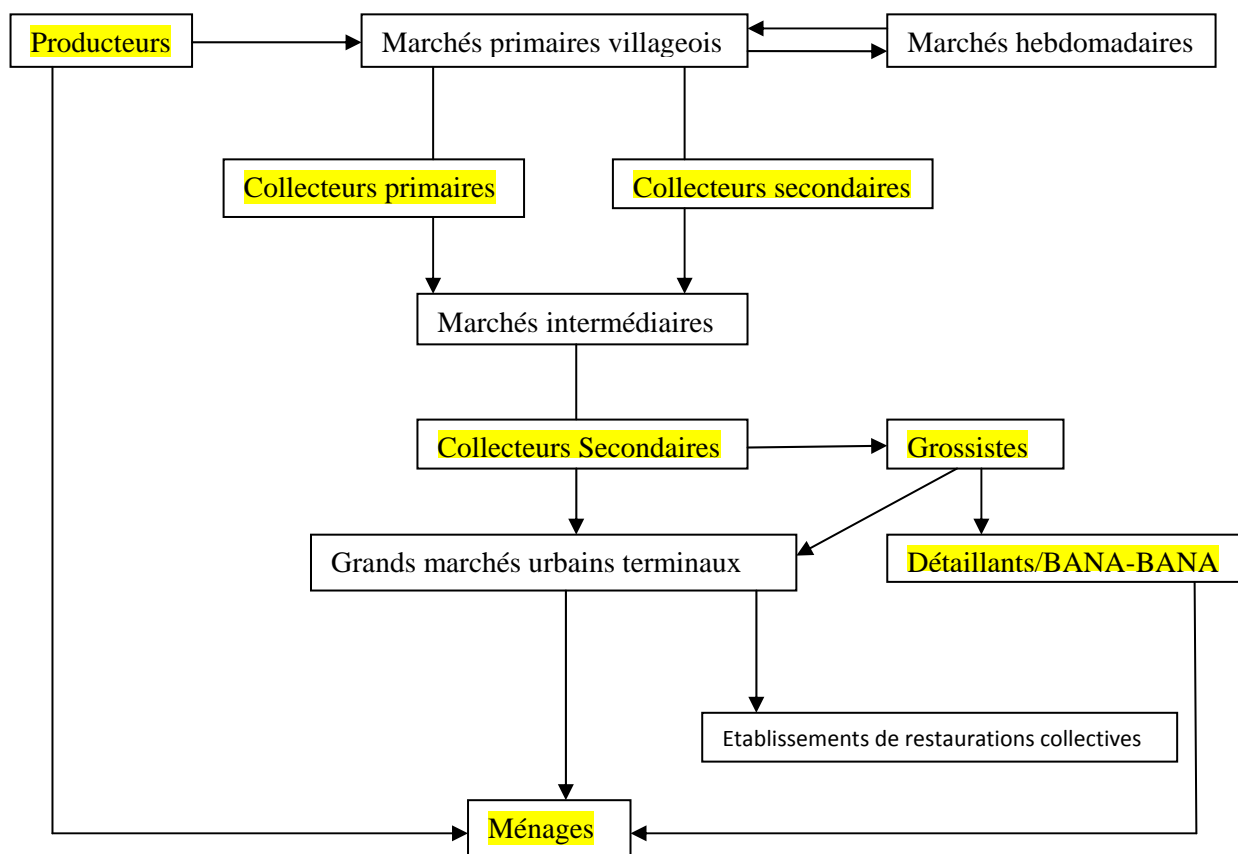 Producteurs
Marchés primaires villageois
Marchés hebdomadaires
Collecteurs primaires
Collecteurs secondaires
Marchés intermédiaires
Collecteurs Secondaires
Grossistes
Grands marchés urbains terminaux
Détaillants/BANA-BANA
Etablissements de restaurations collectives
Ménages